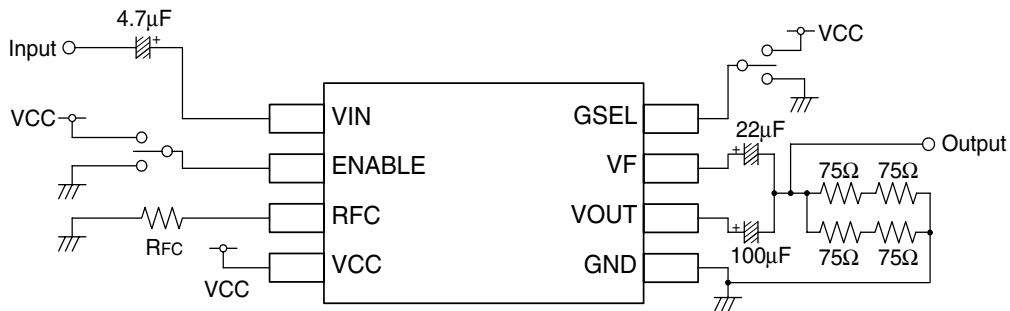 4.7μF
+
Input
VCC
VCC
VIN
GSEL
22μF
+
Output
ENABLE
VF
75Ω
75Ω
RFC
VOUT
+
RFC
100μF
75Ω
75Ω
VCC
GND
VCC